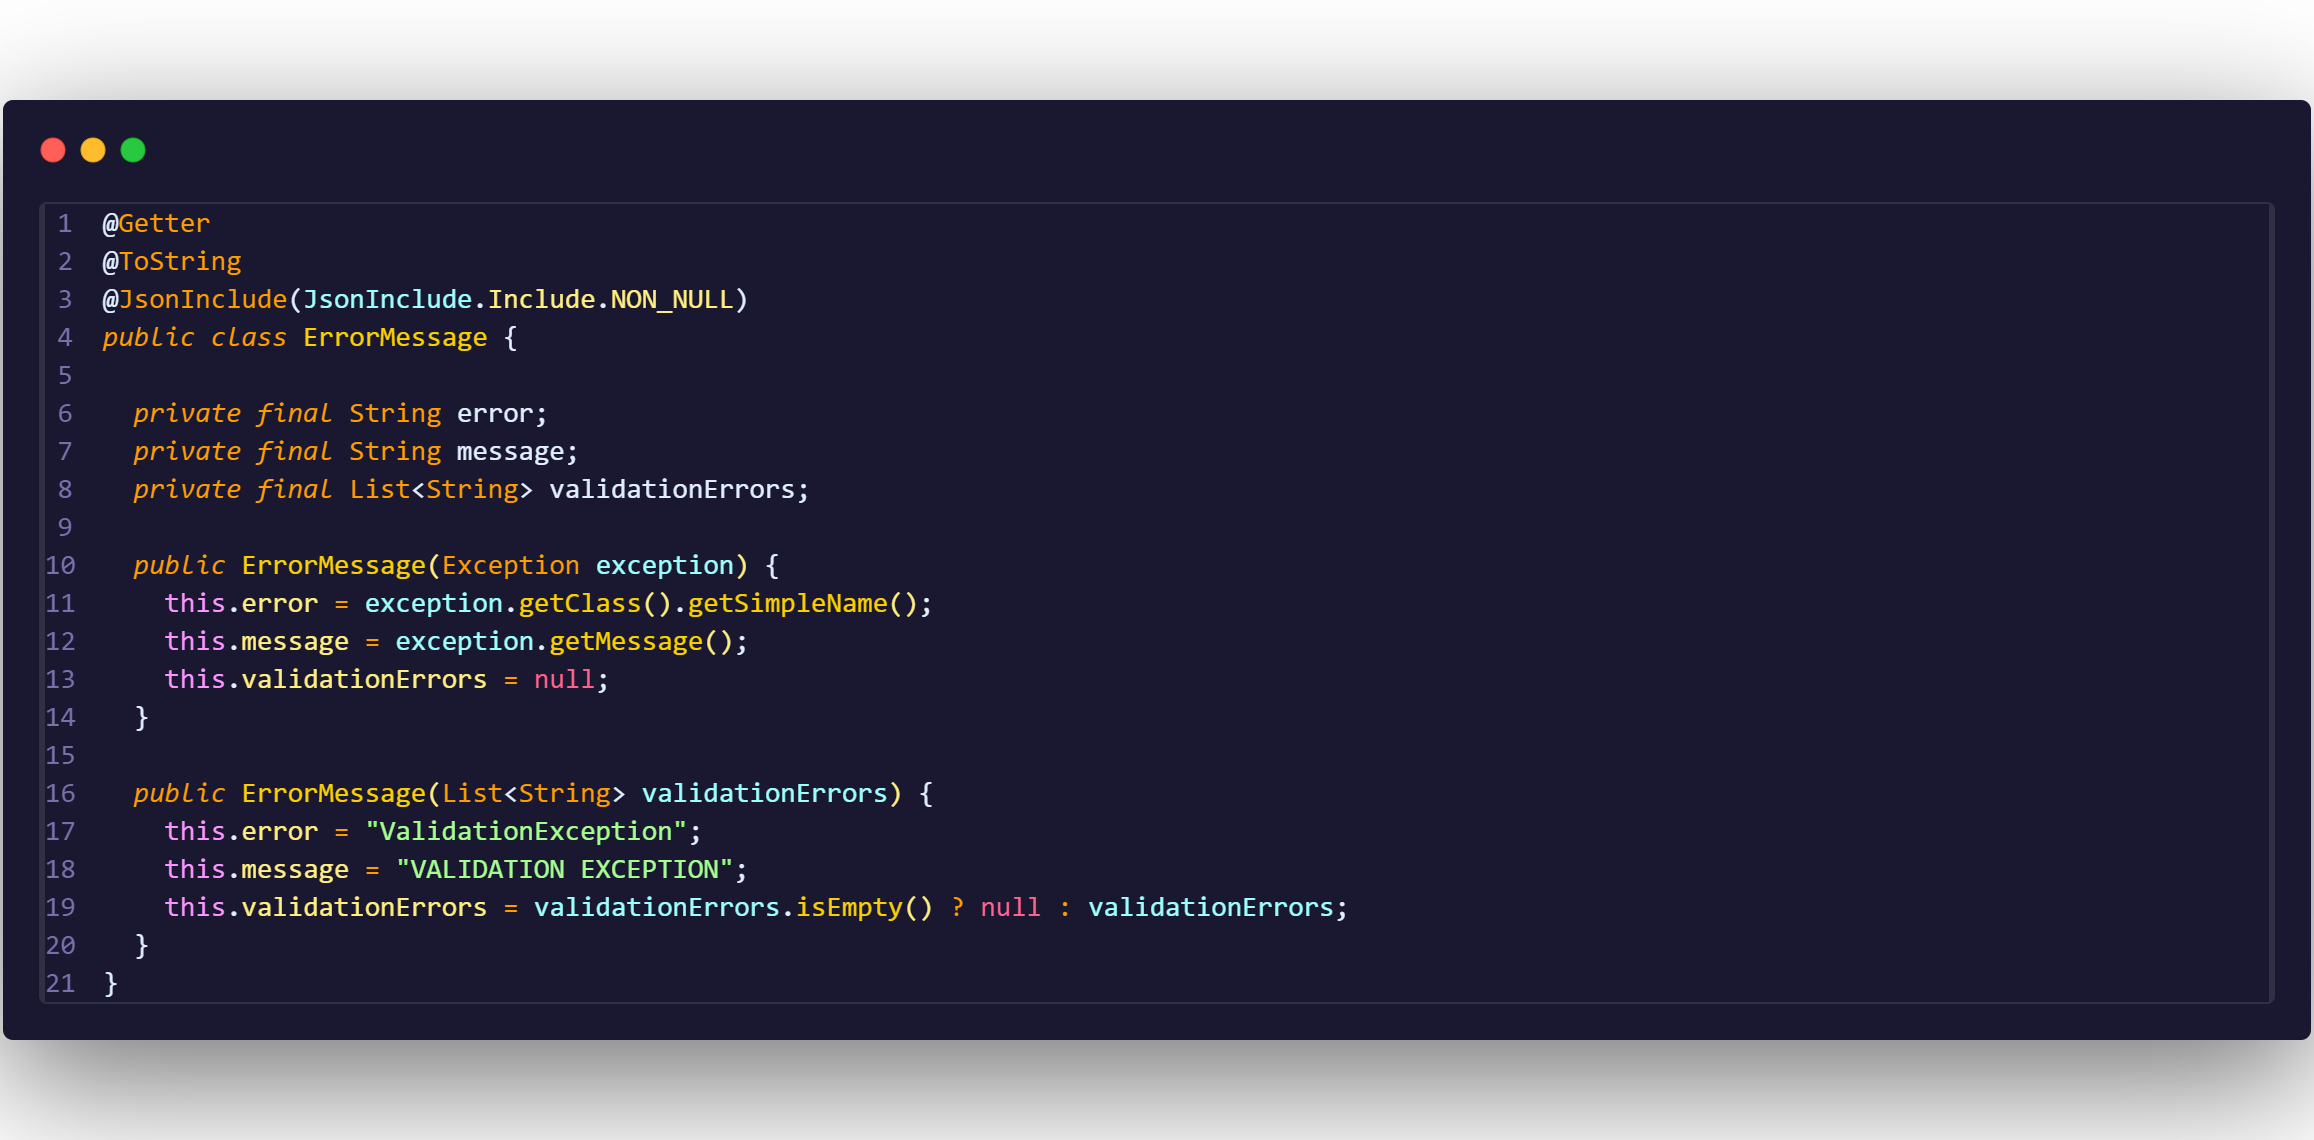 1 @Getter
2 @ToString
3 @JsonInclude(JsonInclude.Include.NON_NULL)
4 public class ErrorMessage {
5
6   private final String error;
7   private final String message;
8   private final List<String> validationErrors;
9
10   public ErrorMessage(Exception exception) {
11     this.error = exception.getClass().getSimpleName();
12     this.message = exception.getMessage();
13     this.validationErrors = null;
14   }
15
16   public ErrorMessage(List<String> validationErrors) {
17     this.error = "ValidationException";
18     this.message = "VALIDATION EXCEPTION";
19     this.validationErrors = validationErrors.isEmpty() ? null : validationErrors;
20   }
21 }